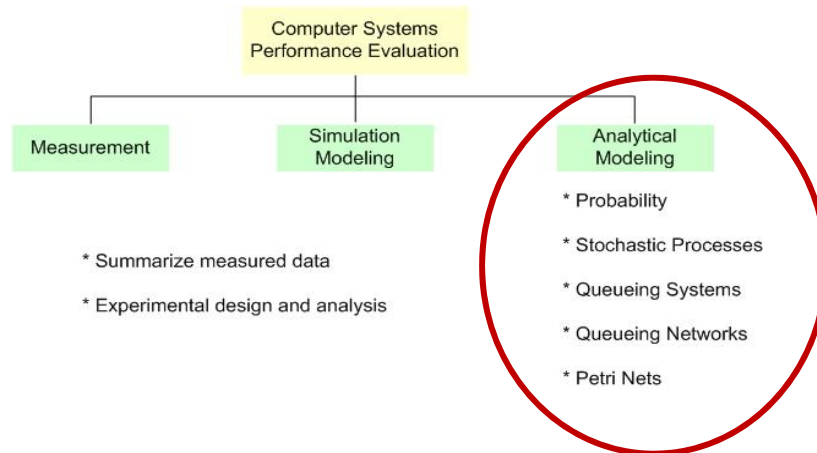 Computer Systems
Performance Evaluation
Measurement
Simulation
Modeling
Analytical
Modeling
* Summarize measured data
* Experimental design and analysis
* Probability
* Stochastic Processes
* Queueing Systems
* Queueing Networks
* Petri Nets